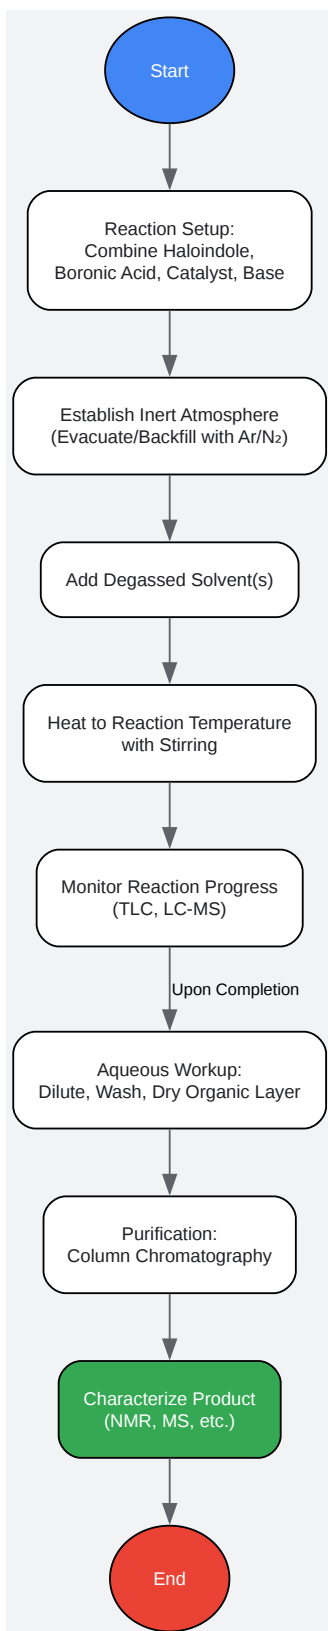 Start
Reaction Setup:
Combine Haloindole,
Boronic Acid, Catalyst, Base
Establish Inert Atmosphere
(Evacuate/Backfill with Ar/N₂)
Add Degassed Solvent(s)
Heat to Reaction Temperature
with Stirring
Monitor Reaction Progress
(TLC, LC-MS)
Upon Completion
Aqueous Workup:
Dilute, Wash, Dry Organic Layer
Purification:
Column Chromatography
Characterize Product
(NMR, MS, etc.)
End